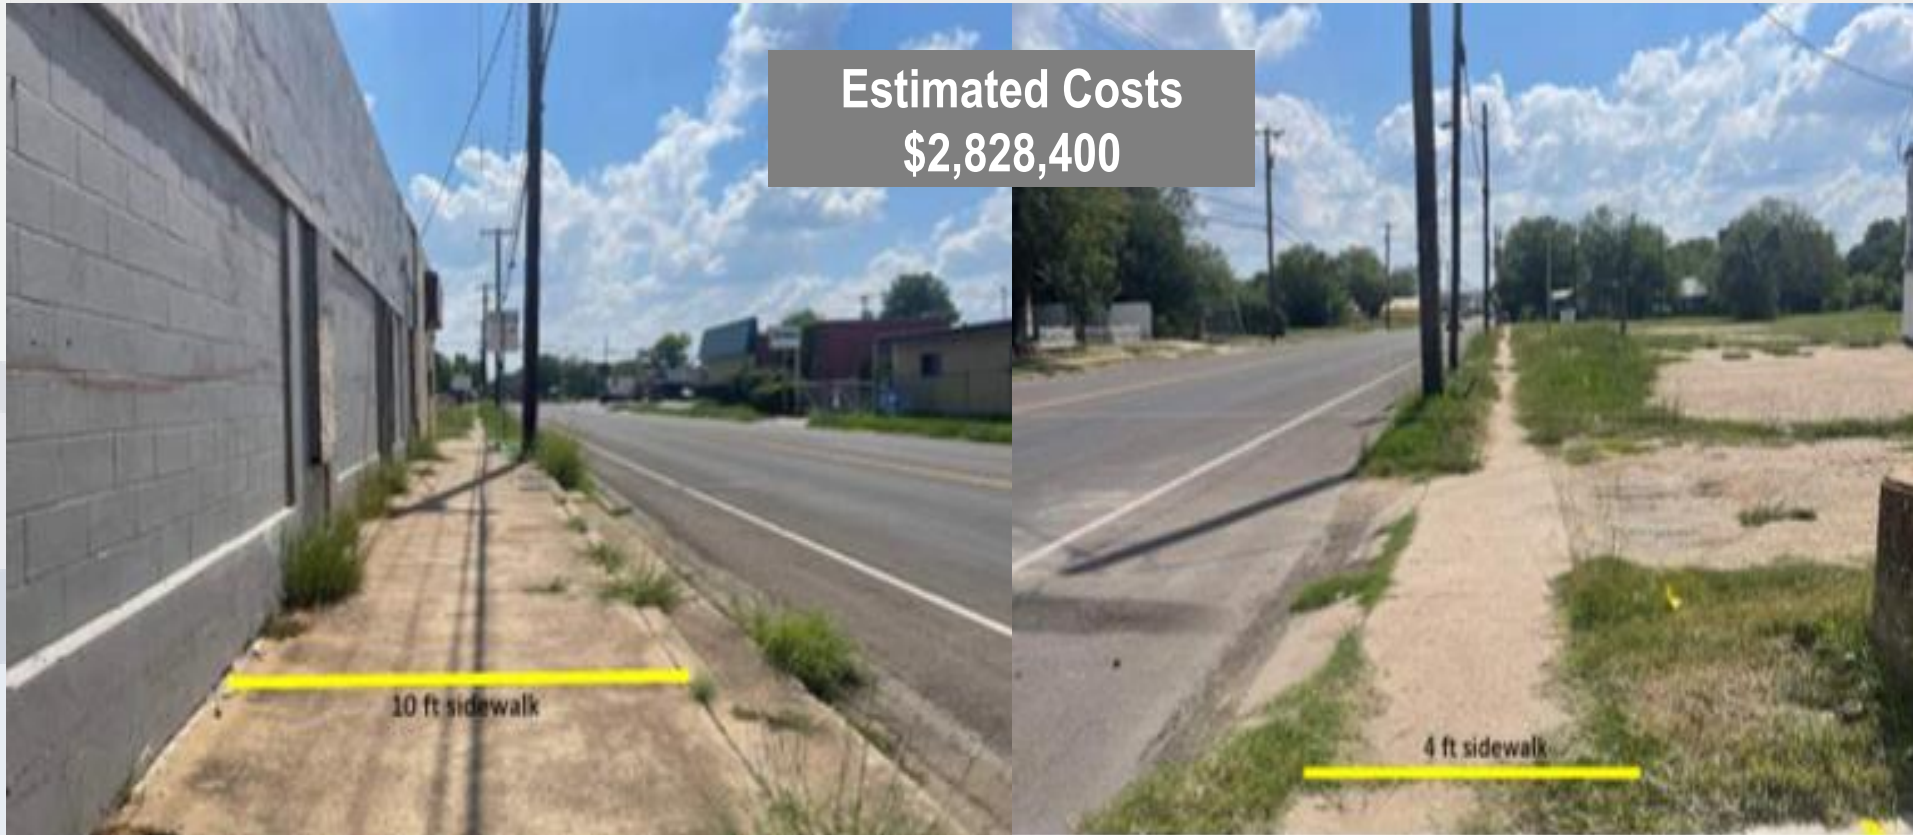 Estimated Costs
$2,828,400
10 ft sidewalk
4 ft sidewalk